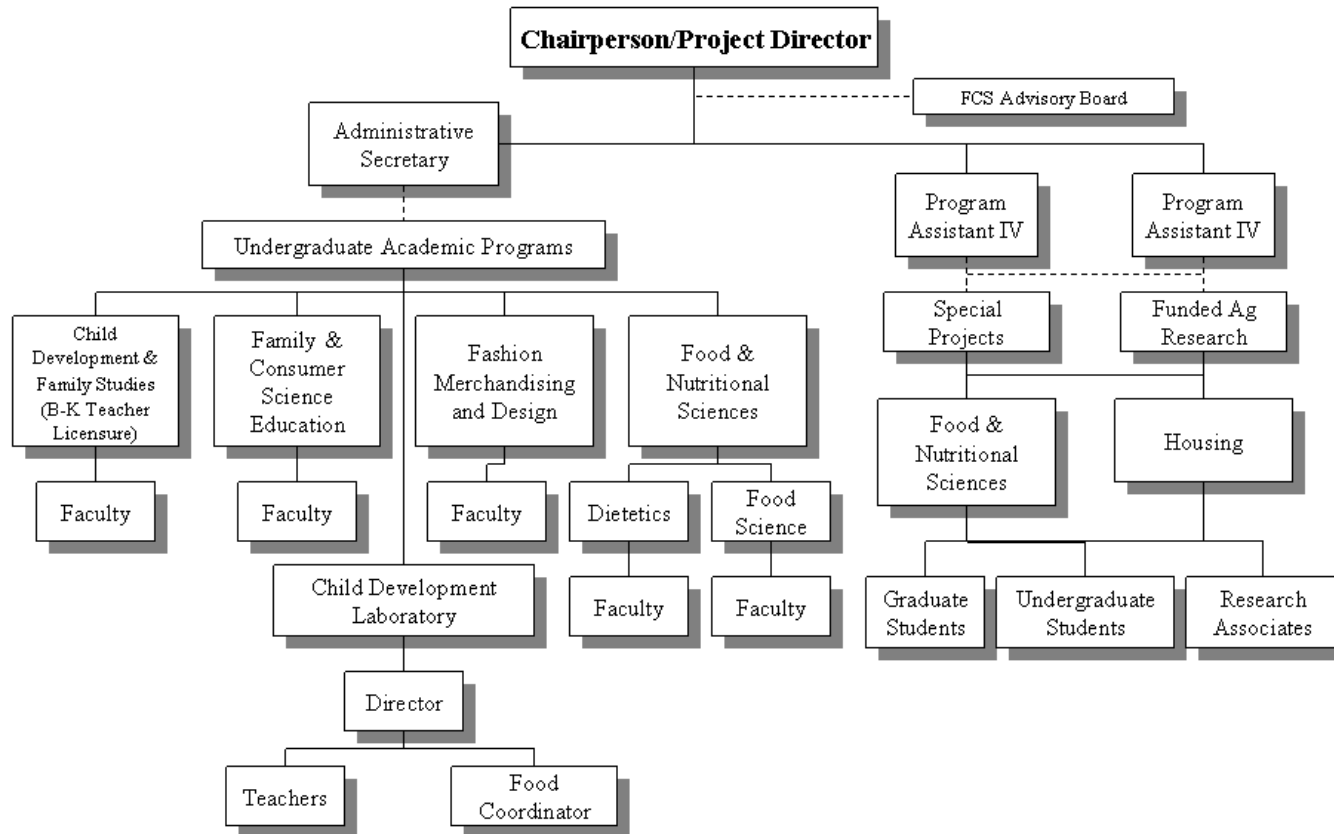 Chairperson/Project Director
FCS Advisory Board
Administrative
Secretary
Program
Assistant IV
Program
Assistant IV
Undergraduate Academic Programs
Special
Projects
Funded Ag
Research
Child
Development &
Family Studies
(B-K Teacher
Licensure)
Family &
Consumer
Science
Education
Fashion
Merchandising
and Design
Food &
Nutritional
Sciences
Food &
Nutritional
Sciences
Housing
Faculty
Faculty
Faculty
Dietetics
Food
Science
Child Development
Laboratory
Faculty
Faculty
Graduate
Students
Undergraduate
Students
Research
Associates
Director
Teachers
Food
Coordinator